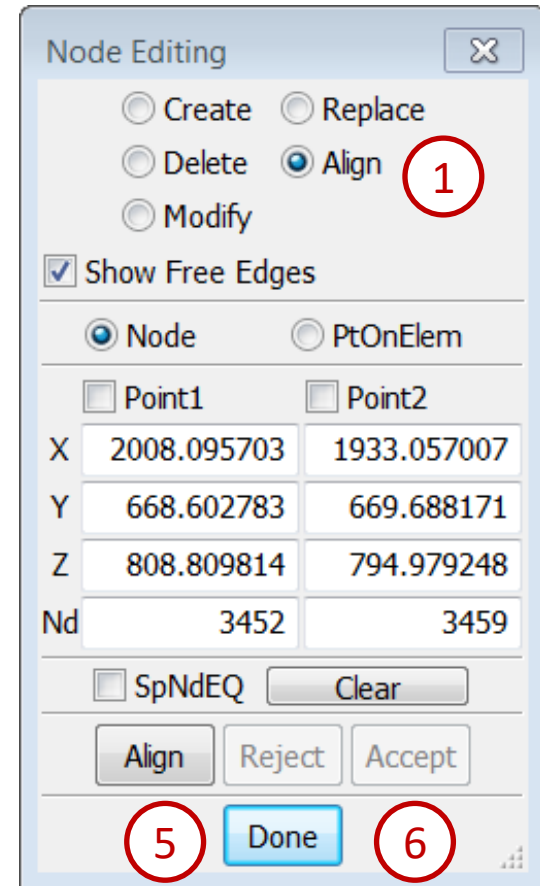 Node Editing
Create Replace
Delete Align 1
Modify
Show Free Edges
Node PtOnElem
Point1 Point2
X 2008.095703 1933.057007
Y 668.602783 669.688171
Z 808.809814 794.979248
Nd 3452 3459
SpNdEQ Clear
Align Reject Accept
5 Done 6